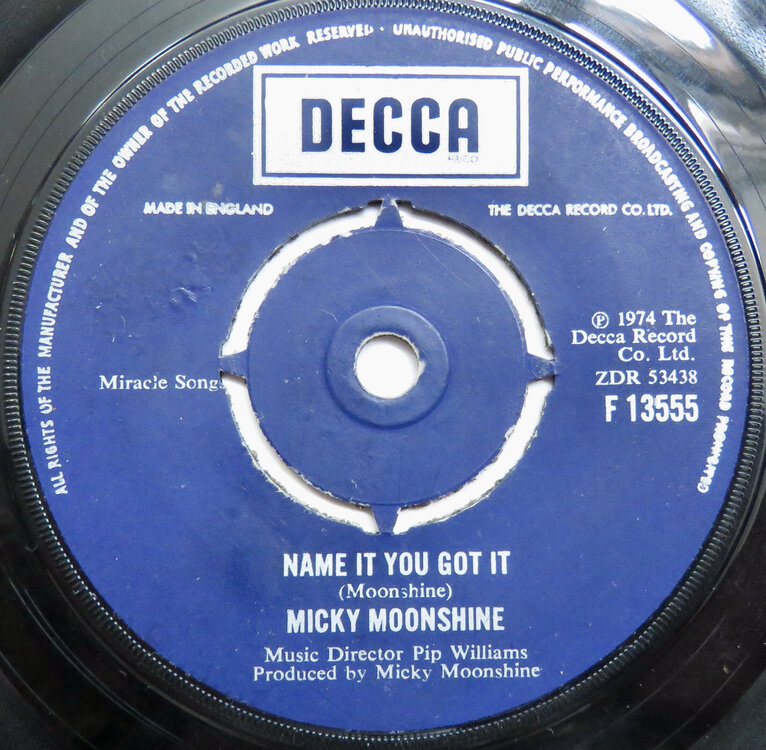 ALL RIGHTS OF THE MANUFACTURER AND OF THE OWNER OF THE RECORDED WORK RESERVED · UNAUTHORISED PUBLIC PERFORMANCE BROADCASTING AND COPYING OF THIS RECORD PROHIBITED
DECCA
REGD
MADE IN ENGLAND
THE DECCA RECORD CO. LTD.
Ⓟ 1974 The
Decca Record
Co. Ltd.
Miracle Songs
ZDR 53438
F 13555
NAME IT YOU GOT IT
(Moonshine)
MICKY MOONSHINE
Music Director Pip Williams
Produced by Micky Moonshine